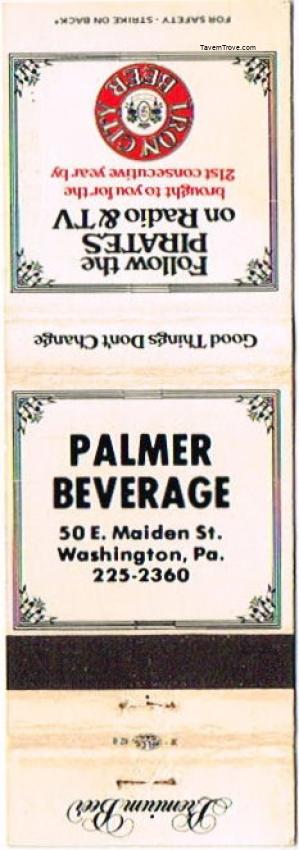 TavernTrove.com
FOR SAFETY - STRIKE ON BACK
Follow the
PIRATES
on Radio & TV
brought to you for the
21st consecutive year by
IRON CITY
BEER
Good Things Don't Change
PALMER
BEVERAGE
50 E. Maiden St.
Washington, Pa.
225-2360
Premium Beer